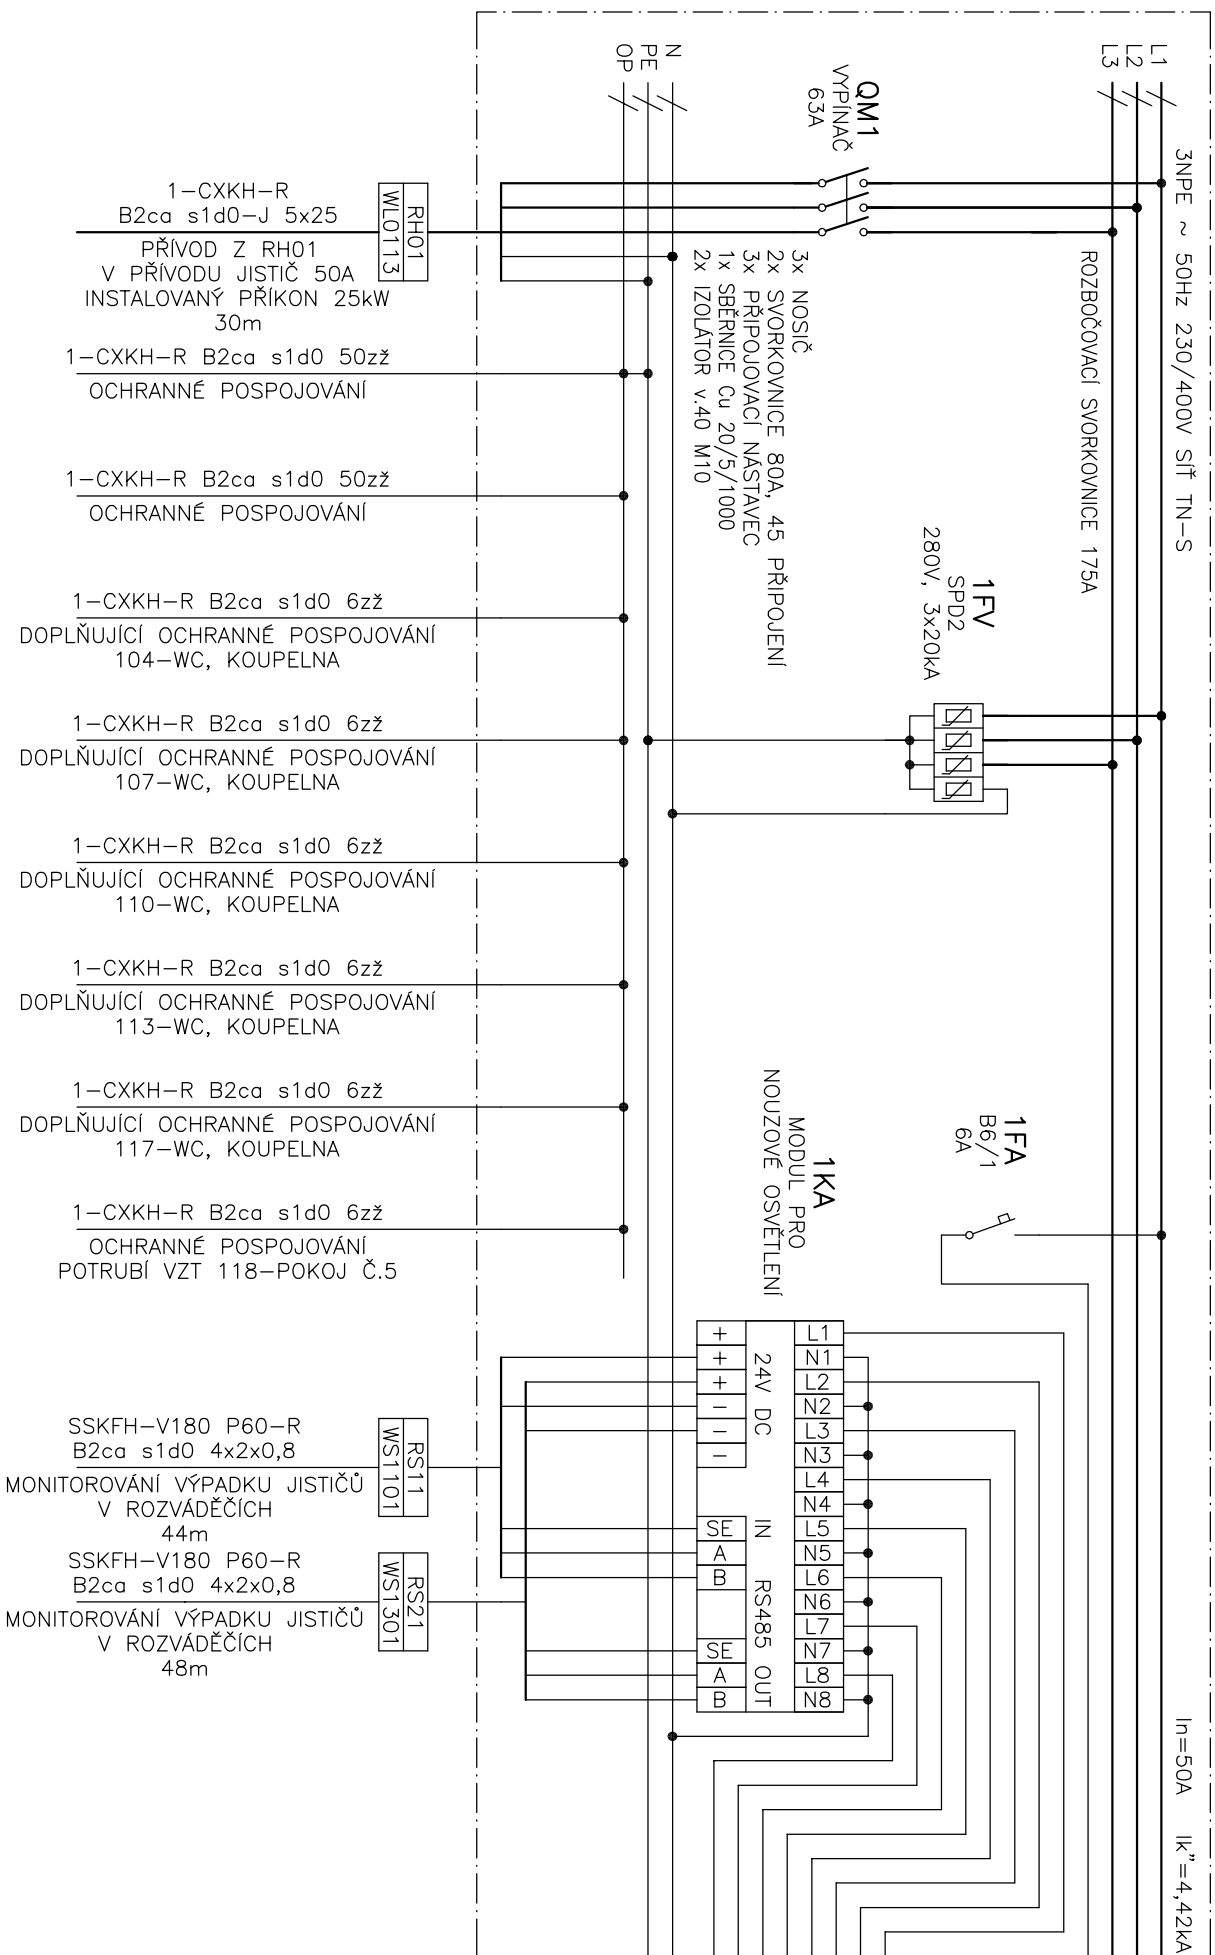 L1
L2
L3
N
PE
OP
3NPE ~ 50Hz 230/400V SÍŤ TN-S
In=50A Ik"=4,42kA
ROZBOČOVACÍ SVORKOVNICE 175A
QM1
VYPÍNAČ
63A
3x NOSIČ
2x SVORKOVNICE 80A, 45 PŘIPOJENÍ
3x PŘIPOJOVACÍ NÁSTAVEC
1x SBĚRNICE Cu 20/5/1000
2x IZOLÁTOR v.40 M10
1FV
SPD2
280V, 3x20kA
1FA
B6/1
6A
1KA
MODUL PRO
NOUZOVÉ OSVĚTLENÍ
1-CXKH-R
B2ca s1d0-J 5x25
RH01
WL0113
PŘÍVOD Z RH01
V PŘÍVODU JISTIČ 50A
INSTALOVANÝ PŘÍKON 25kW
30m
1-CXKH-R B2ca s1d0 50zž
OCHRANNÉ POSPOJOVÁNÍ
1-CXKH-R B2ca s1d0 50zž
OCHRANNÉ POSPOJOVÁNÍ
1-CXKH-R B2ca s1d0 6zž
DOPLŇUJÍCÍ OCHRANNÉ POSPOJOVÁNÍ
104-WC, KOUPELNA
1-CXKH-R B2ca s1d0 6zž
DOPLŇUJÍCÍ OCHRANNÉ POSPOJOVÁNÍ
107-WC, KOUPELNA
1-CXKH-R B2ca s1d0 6zž
DOPLŇUJÍCÍ OCHRANNÉ POSPOJOVÁNÍ
110-WC, KOUPELNA
1-CXKH-R B2ca s1d0 6zž
DOPLŇUJÍCÍ OCHRANNÉ POSPOJOVÁNÍ
113-WC, KOUPELNA
1-CXKH-R B2ca s1d0 6zž
DOPLŇUJÍCÍ OCHRANNÉ POSPOJOVÁNÍ
117-WC, KOUPELNA
1-CXKH-R B2ca s1d0 6zž
OCHRANNÉ POSPOJOVÁNÍ
POTRUBÍ VZT 118-POKOJ Č.5
+
+
+
-
-
-
24V DC
SE
A
B
IN
RS485
SE
A
B
OUT
L1
N1
L2
N2
L3
N3
L4
N4
L5
N5
L6
N6
L7
N7
L8
N8
SSKFH-V180 P60-R
B2ca s1d0 4x2x0,8
RS11
WS1101
MONITOROVÁNÍ VÝPADKU JISTIČŮ
V ROZVÁDĚČÍCH
44m
SSKFH-V180 P60-R
B2ca s1d0 4x2x0,8
RS21
WS1301
MONITOROVÁNÍ VÝPADKU JISTIČŮ
V ROZVÁDĚČÍCH
48m